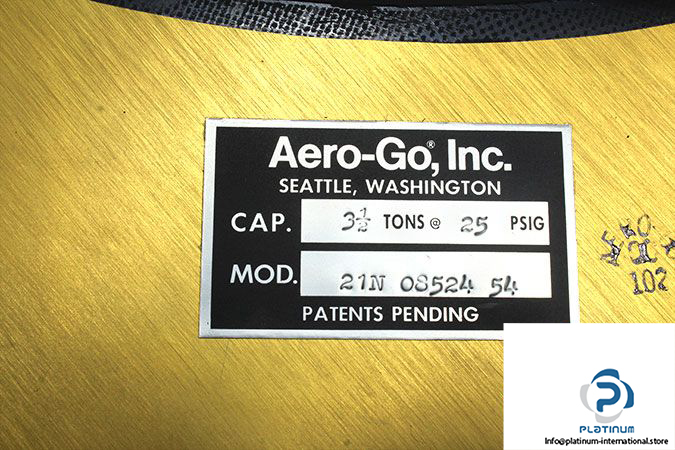 Aero-Go,® Inc.
SEATTLE, WASHINGTON
CAP. 3½ TONS @ 25 PSIG
MOD. 21N 08524 54
PATENTS PENDING
102
PLATINUM
Info@platinum-international.store